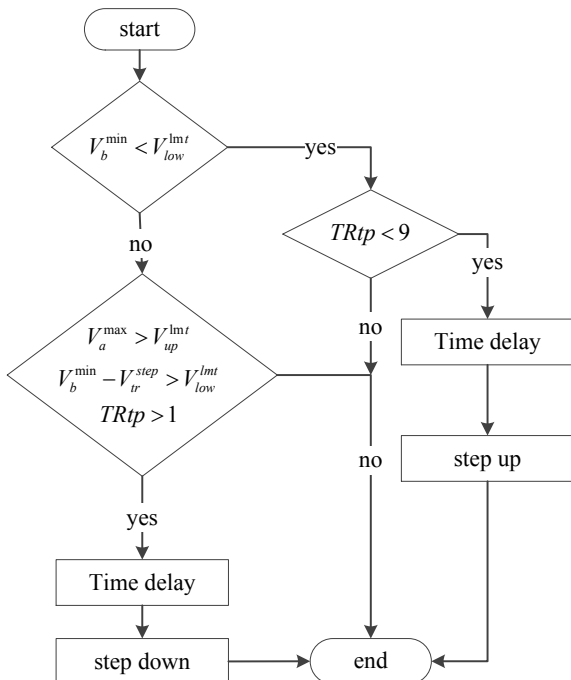 start
V_b^min < V_low^lmt
yes
TRtp < 9
no
yes
V_a^max > V_up^lmt
V_b^min − V_tr^step > V_low^lmt
TRtp > 1
no
Time delay
no
step up
yes
Time delay
step down
end